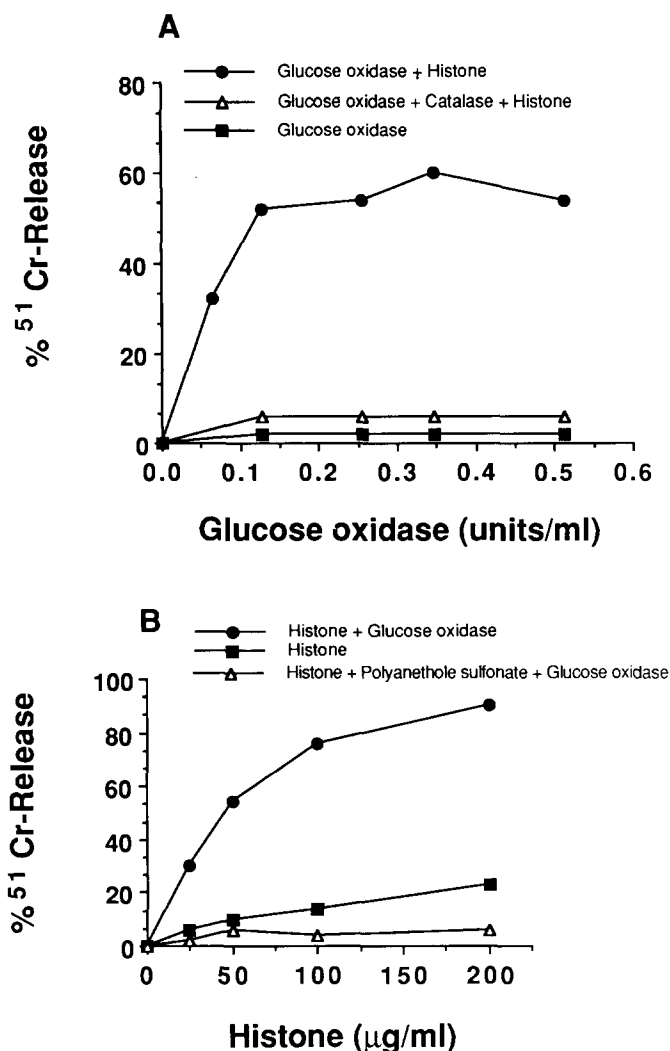 A
Glucose oxidase + Histone
Glucose oxidase + Catalase + Histone
Glucose oxidase
% 51 Cr-Release
80
60
40
20
0
0.0 0.1 0.2 0.3 0.4 0.5 0.6
Glucose oxidase (units/ml)
B
Histone + Glucose oxidase
Histone
Histone + Polyanethole sulfonate + Glucose oxidase
% 51 Cr-Release
100
80
60
40
20
0
0 50 100 150 200
Histone (μg/ml)